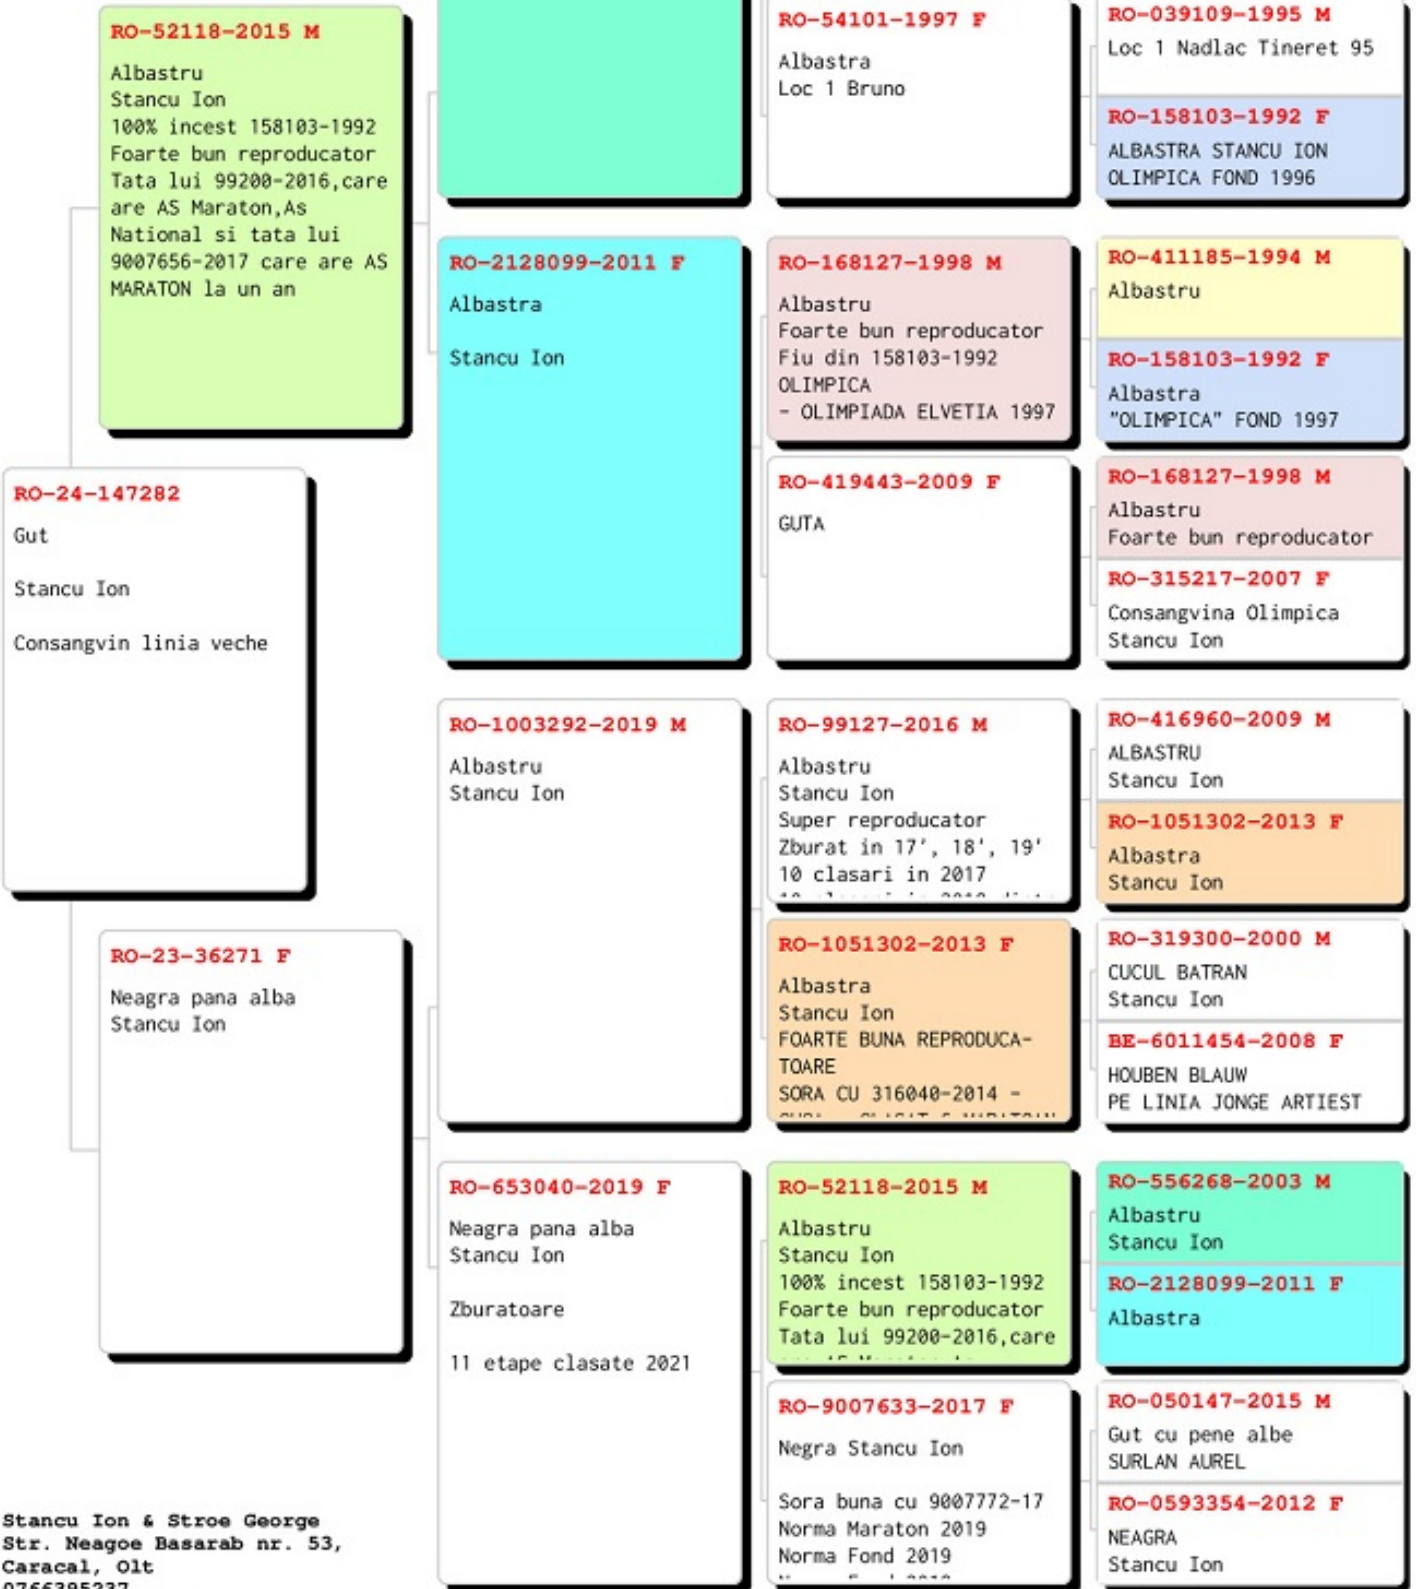 RO-52118-2015 M
Albastru
Stancu Ion
100% incest 158103-1992
Foarte bun reproducator
Tata lui 99200-2016,care
are AS Maraton,As
National si tata lui
9007656-2017 care are AS
MARATON la un an
RO-24-147282
Gut
Stancu Ion
Consangvin linia veche
RO-23-36271 F
Neagra pana alba
Stancu Ion
RO-2128099-2011 F
Albastra
Stancu Ion
RO-1003292-2019 M
Albastru
Stancu Ion
RO-653040-2019 F
Neagra pana alba
Stancu Ion
Zburatoare
11 etape clasate 2021
RO-54101-1997 F
Albastra
Loc 1 Bruno
RO-168127-1998 M
Albastru
Foarte bun reproducator
Fiu din 158103-1992
OLIMPICA
- OLIMPIADA ELVETIA 1997
RO-419443-2009 F
GUTA
RO-99127-2016 M
Albastru
Stancu Ion
Super reproducator
Zburat in 17', 18', 19'
10 clasari in 2017
RO-1051302-2013 F
Albastra
Stancu Ion
FOARTE BUNA REPRODUCA-
TOARE
SORA CU 316040-2014 -
RO-52118-2015 M
Albastru
Stancu Ion
100% incest 158103-1992
Foarte bun reproducator
Tata lui 99200-2016,care
RO-9007633-2017 F
Negra Stancu Ion
Sora buna cu 9007772-17
Norma Maraton 2019
Norma Fond 2019
RO-039109-1995 M
Loc 1 Nadlac Tineret 95
RO-158103-1992 F
ALBASTRA STANCU ION
OLIMPICA FOND 1996
RO-411185-1994 M
Albastru
RO-158103-1992 F
Albastra
"OLIMPICA" FOND 1997
RO-168127-1998 M
Albastru
Foarte bun reproducator
RO-315217-2007 F
Consangvina Olimpica
Stancu Ion
RO-416960-2009 M
ALBASTRU
Stancu Ion
RO-1051302-2013 F
Albastra
Stancu Ion
RO-319300-2000 M
CUCUL BATRAN
Stancu Ion
BE-6011454-2008 F
HOUBEN BLAUW
PE LINIA JONGE ARTIEST
RO-556268-2003 M
Albastru
Stancu Ion
RO-2128099-2011 F
Albastra
RO-050147-2015 M
Gut cu pene albe
SURLAN AUREL
RO-0593354-2012 F
NEAGRA
Stancu Ion
Stancu Ion & Stroe George
Str. Neagoe Basarab nr. 53,
Caracal, Olt